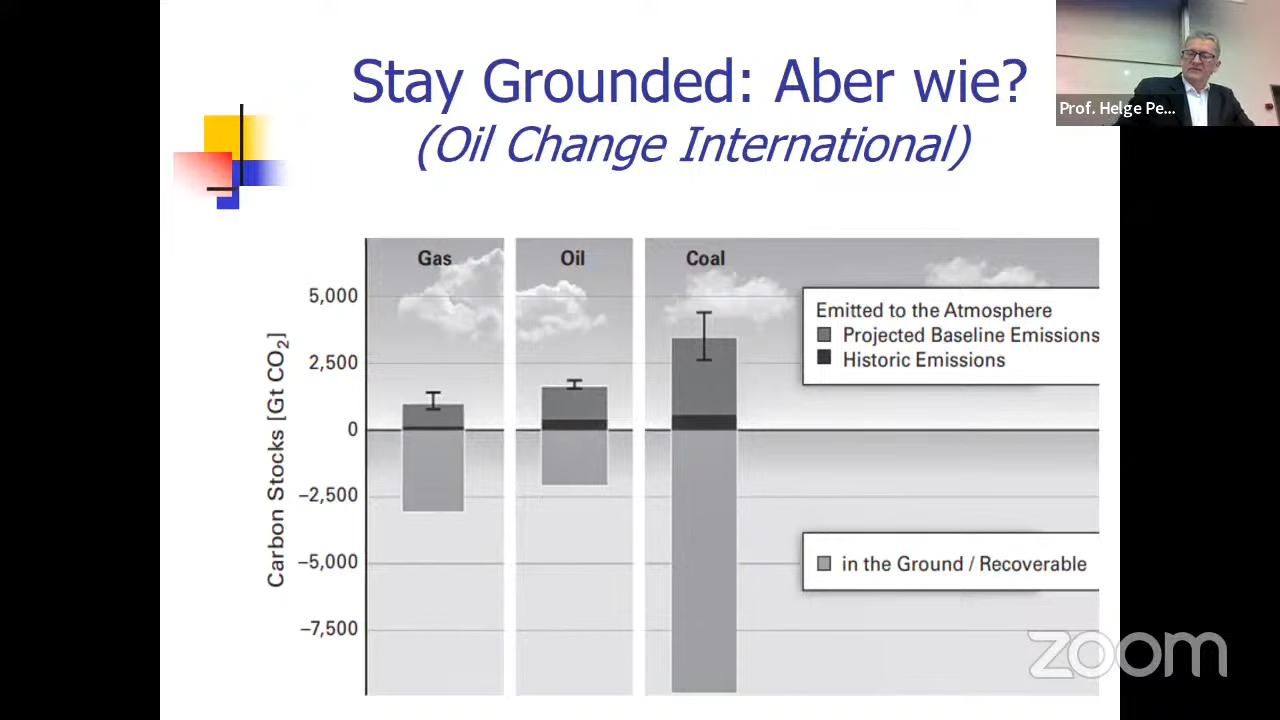 Stay Grounded: Aber wie?
(Oil Change International)
Prof. Helge Pe...
Gas
Oil
Coal
5,000
2,500
0
−2,500
−5,000
−7,500
Carbon Stocks [Gt CO₂]
Emitted to the Atmosphere
Projected Baseline Emissions
Historic Emissions
in the Ground / Recoverable
zoom